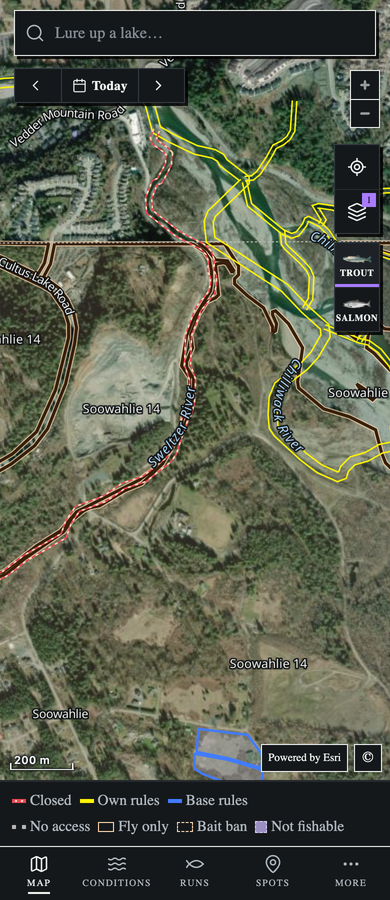 Lure up a lake…
Today
Vedder Mountain Road
Cultus Lake Road
hlie 14
Soowahlie 14
Sweltzer River
Chilliwack River
Chilli
TROUT
SALMON
1
Soowahlie
Soowahlie 14
Soowahlie
200 m
Powered by Esri
©
Closed Own rules Base rules
No access Fly only Bait ban Not fishable
MAP CONDITIONS RUNS SPOTS MORE